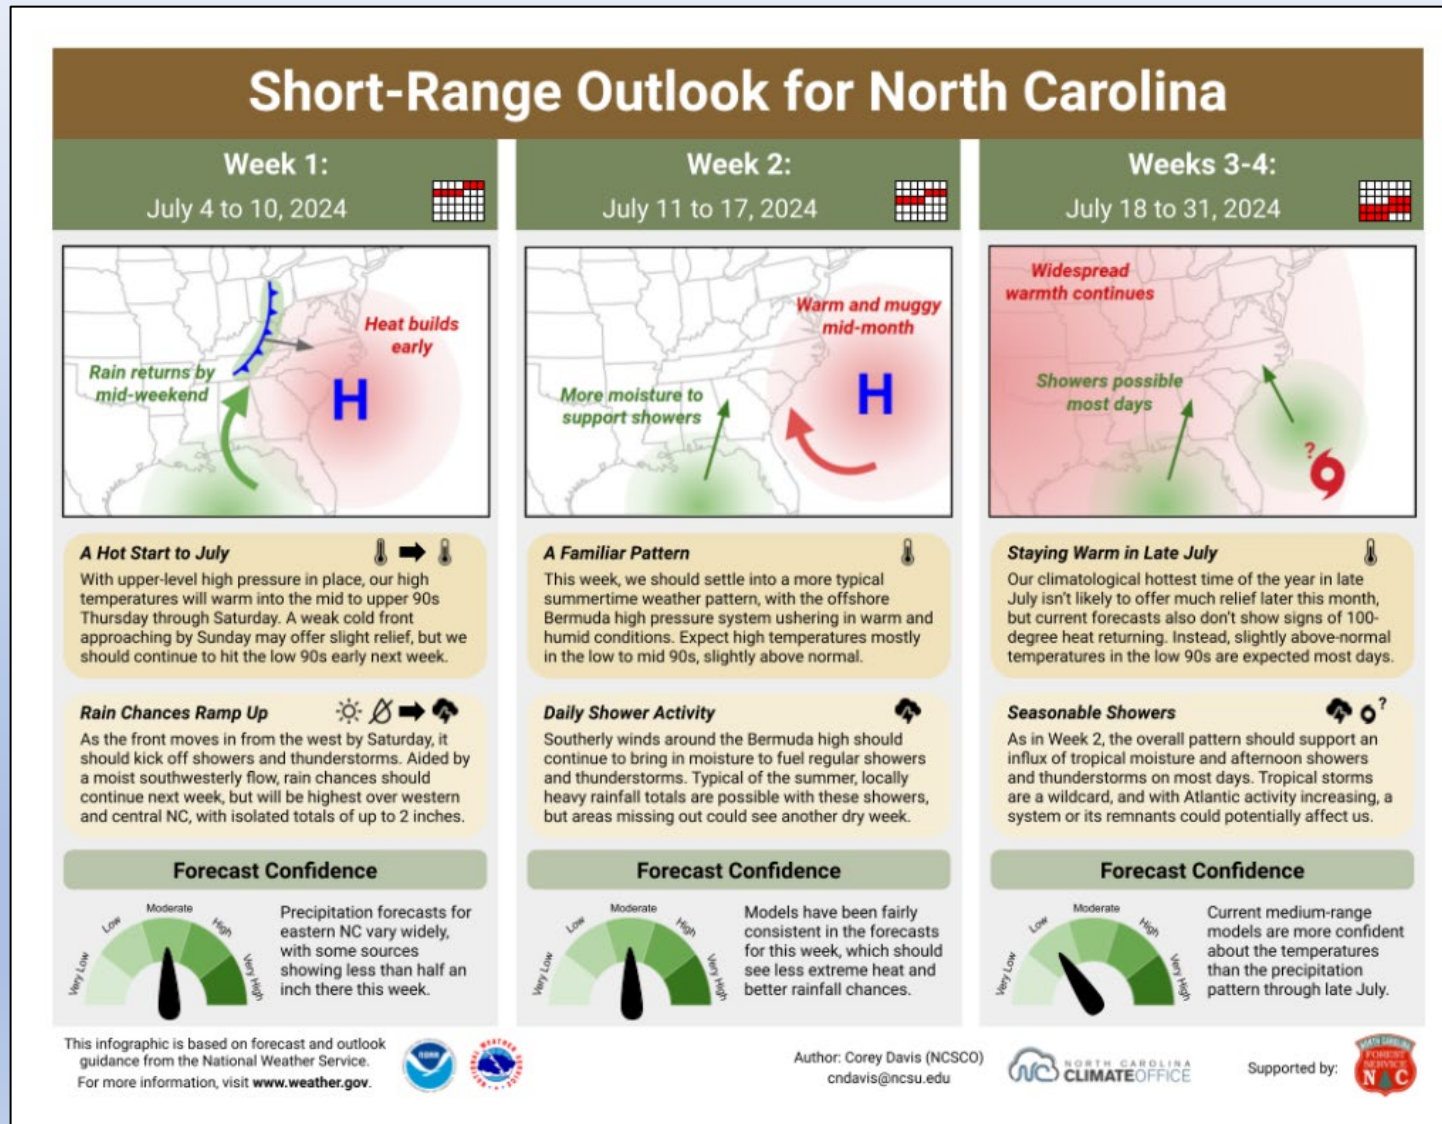 Short-Range Outlook for North Carolina
Week 1:
July 4 to 10, 2024
Heat builds
early
Rain returns by
mid-weekend
H
A Hot Start to July
With upper-level high pressure in place, our high
temperatures will warm into the mid to upper 90s
Thursday through Saturday. A weak cold front
approaching by Sunday may offer slight relief, but we
should continue to hit the low 90s early next week.
Rain Chances Ramp Up
As the front moves in from the west by Saturday, it
should kick off showers and thunderstorms. Aided by
a moist southwesterly flow, rain chances should
continue next week, but will be highest over western
and central NC, with isolated totals of up to 2 inches.
Forecast Confidence
Very Low
Low
Moderate
High
Very High
Precipitation forecasts for
eastern NC vary widely,
with some sources
showing less than half an
inch there this week.
Week 2:
July 11 to 17, 2024
Warm and muggy
mid-month
H
More moisture to
support showers
A Familiar Pattern
This week, we should settle into a more typical
summertime weather pattern, with the offshore
Bermuda high pressure system ushering in warm and
humid conditions. Expect high temperatures mostly
in the low to mid 90s, slightly above normal.
Daily Shower Activity
Southerly winds around the Bermuda high should
continue to bring in moisture to fuel regular showers
and thunderstorms. Typical of the summer, locally
heavy rainfall totals are possible with these showers,
but areas missing out could see another dry week.
Forecast Confidence
Very Low
Low
Moderate
High
Very High
Models have been fairly
consistent in the forecasts
for this week, which should
see less extreme heat and
better rainfall chances.
Weeks 3-4:
July 18 to 31, 2024
Widespread
warmth continues
Showers possible
most days
?
Staying Warm in Late July
Our climatological hottest time of the year in late
July isn't likely to offer much relief later this month,
but current forecasts also don't show signs of 100-
degree heat returning. Instead, slightly above-normal
temperatures in the low 90s are expected most days.
Seasonable Showers
?
As in Week 2, the overall pattern should support an
influx of tropical moisture and afternoon showers
and thunderstorms on most days. Tropical storms
are a wildcard, and with Atlantic activity increasing, a
system or its remnants could potentially affect us.
Forecast Confidence
Very Low
Low
Moderate
High
Very High
Current medium-range
models are more confident
about the temperatures
than the precipitation
pattern through late July.
This infographic is based on forecast and outlook
guidance from the National Weather Service.
For more information, visit www.weather.gov.
NOAA
Author: Corey Davis (NCSCO)
cndavis@ncsu.edu
NC
NORTH CAROLINA
CLIMATEOFFICE
Supported by:
NORTH CAROLINA
FOREST
SERVICE
N C